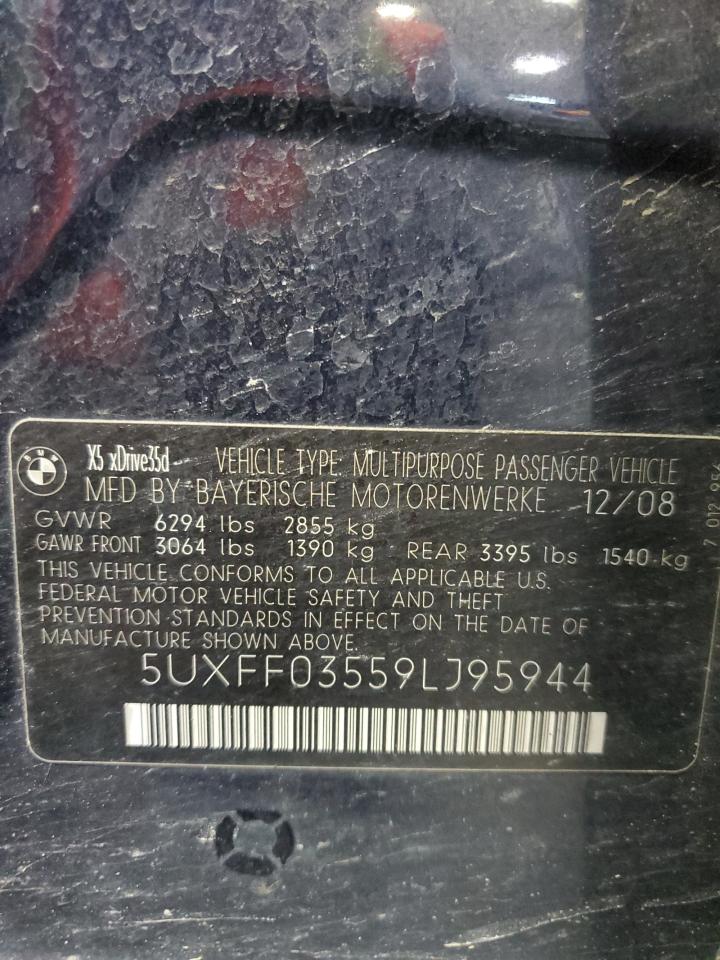 BMW
X5 xDrive35d VEHICLE TYPE: MULTIPURPOSE PASSENGER VEHICLE
MFD BY BAYERISCHE MOTORENWERKE 12/08
GVWR 6294 lbs 2855 kg
GAWR FRONT 3064 lbs 1390 kg REAR 3395 lbs 1540 kg
THIS VEHICLE CONFORMS TO ALL APPLICABLE U.S.
FEDERAL MOTOR VEHICLE SAFETY AND THEFT
PREVENTION STANDARDS IN EFFECT ON THE DATE OF
MANUFACTURE SHOWN ABOVE.
5UXFF03559LJ95944